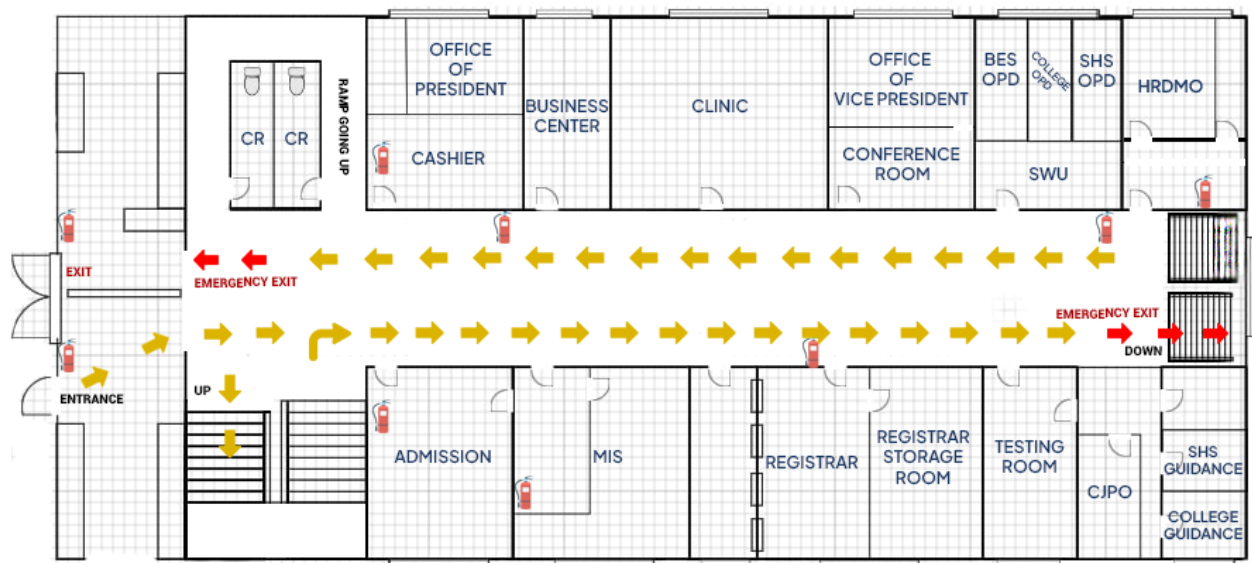 OFFICE
OF
PRESIDENT
BUSINESS
CENTER
CLINIC
OFFICE
OF
VICE PRESIDENT
BES
OPD
COLLEGE
OPD
SHS
OPD
HRDMO
RAMP GOING UP
CR
CR
CASHIER
CONFERENCE
ROOM
SWU
EXIT
EMERGENCY EXIT
EMERGENCY EXIT
DOWN
ENTRANCE
UP
ADMISSION
MIS
REGISTRAR
REGISTRAR
STORAGE
ROOM
TESTING
ROOM
CJPO
SHS
GUIDANCE
COLLEGE
GUIDANCE